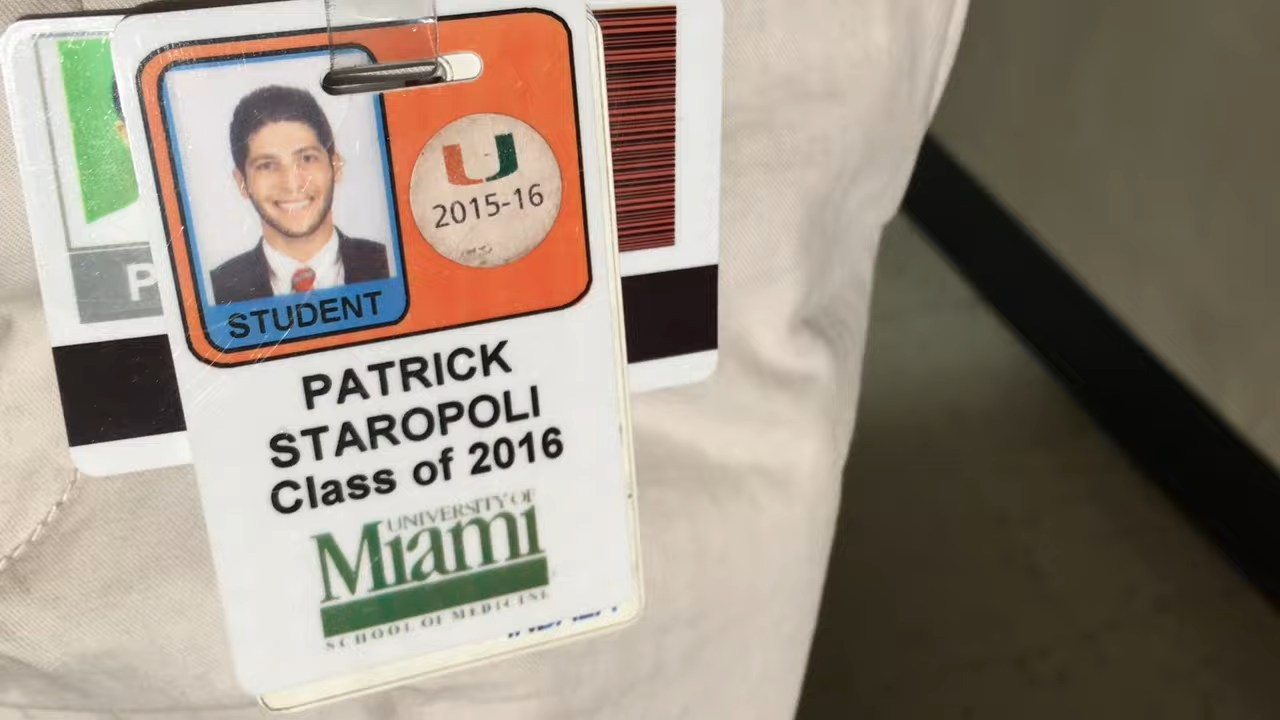 P
U
2015-16
STUDENT
PATRICK
STAROPOLI
Class of 2016
UNIVERSITY OF
Miami
SCHOOL OF MEDICINE